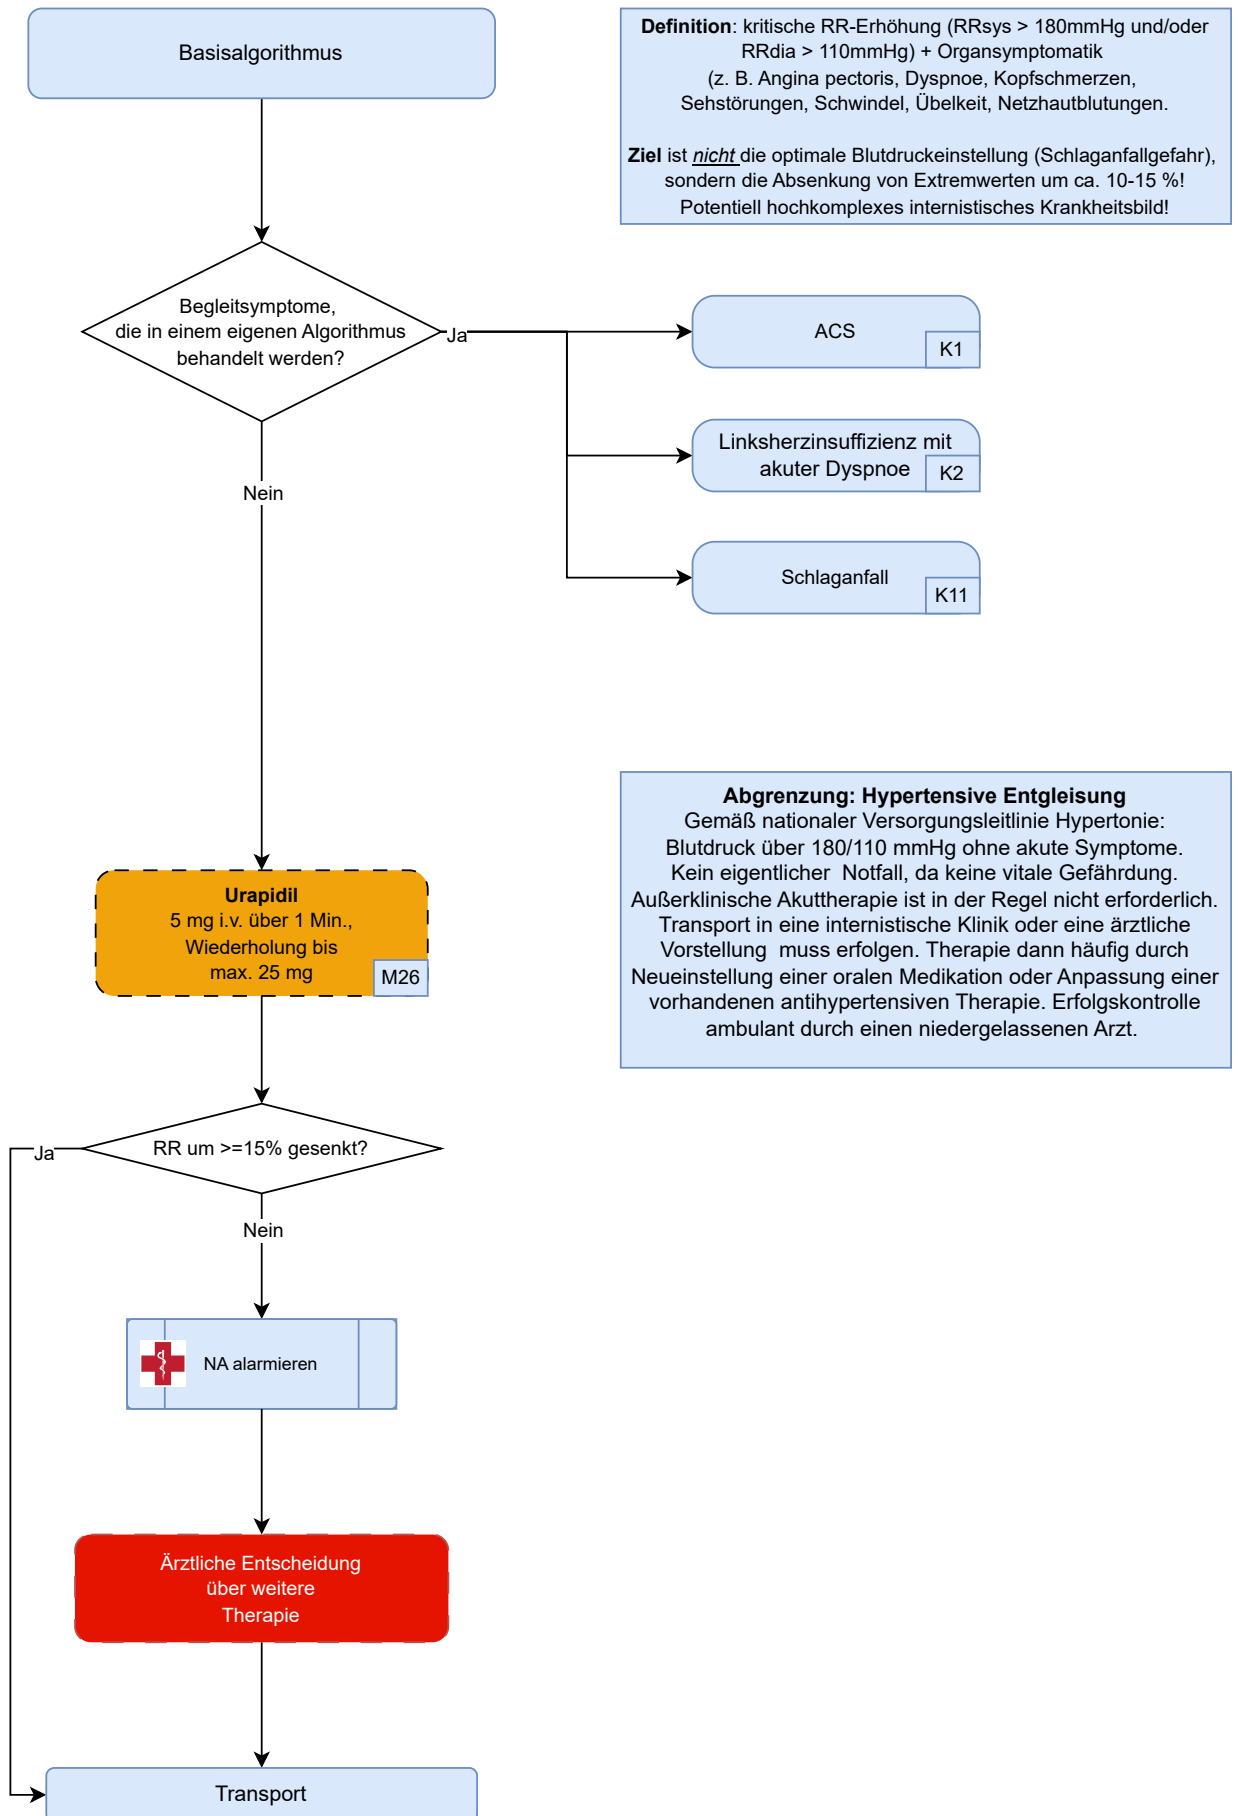 Basisalgorithmus
Definition: kritische RR-Erhöhung (RRsys > 180mmHg und/oder
RRdia > 110mmHg) + Organsymptomatik
(z. B. Angina pectoris, Dyspnoe, Kopfschmerzen,
Sehstörungen, Schwindel, Übelkeit, Netzhautblutungen.
Ziel ist nicht die optimale Blutdruckeinstellung (Schlaganfallgefahr),
sondern die Absenkung von Extremwerten um ca. 10-15 %!
Potentiell hochkomplexes internistisches Krankheitsbild!
Begleitsymptome,
die in einem eigenen Algorithmus
behandelt werden?
Ja
ACS
K1
Linksherzinsuffizienz mit
akuter Dyspnoe
K2
Schlaganfall
K11
Nein
Abgrenzung: Hypertensive Entgleisung
Gemäß nationaler Versorgungsleitlinie Hypertonie:
Blutdruck über 180/110 mmHg ohne akute Symptome.
Kein eigentlicher Notfall, da keine vitale Gefährdung.
Außerklinische Akuttherapie ist in der Regel nicht erforderlich.
Transport in eine internistische Klinik oder eine ärztliche
Vorstellung muss erfolgen. Therapie dann häufig durch
Neueinstellung einer oralen Medikation oder Anpassung einer
vorhandenen antihypertensiven Therapie. Erfolgskontrolle
ambulant durch einen niedergelassenen Arzt.
Urapidil
5 mg i.v. über 1 Min.,
Wiederholung bis
max. 25 mg
M26
RR um >=15% gesenkt?
Ja
Nein
NA alarmieren
Ärztliche Entscheidung
über weitere
Therapie
Transport